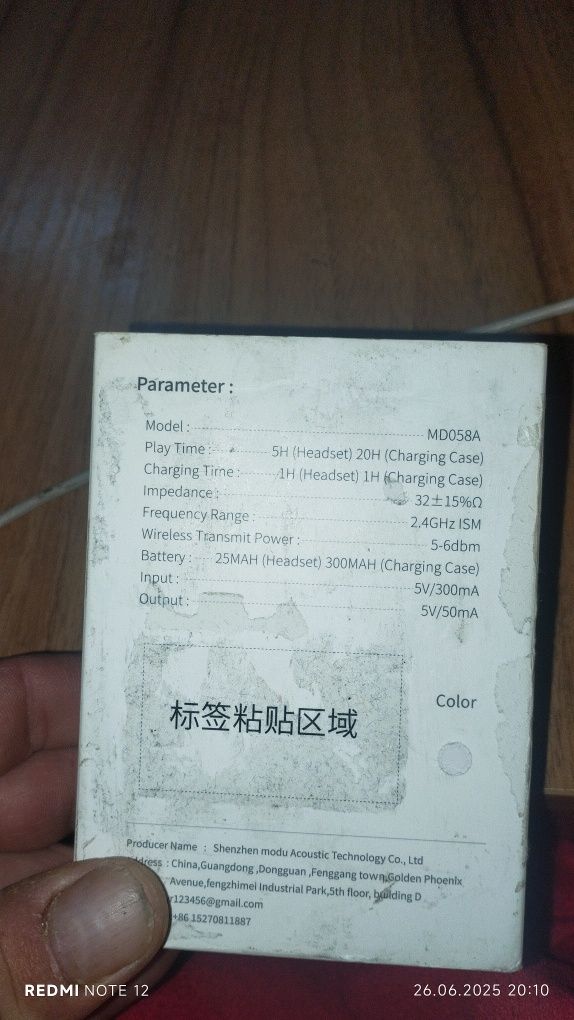 Parameter :
Model : MD058A
Play Time : 5H (Headset) 20H (Charging Case)
Charging Time : 1H (Headset) 1H (Charging Case)
Impedance : 32±15%Ω
Frequency Range : 2.4GHz ISM
Wireless Transmit Power : 5-6dbm
Battery : 25MAH (Headset) 300MAH (Charging Case)
Input : 5V/300mA
Output : 5V/50mA
标签粘贴区域
Color
Producer Name : Shenzhen modu Acoustic Technology Co., Ltd
: China,Guangdong ,Dongguan ,Fenggang town,Golden Phoenix
Avenue,fengzhimei Industrial Park,5th floor, building D
r123456@gmail.com
+86 15270811887
REDMI NOTE 12
26.06.2025 20:10